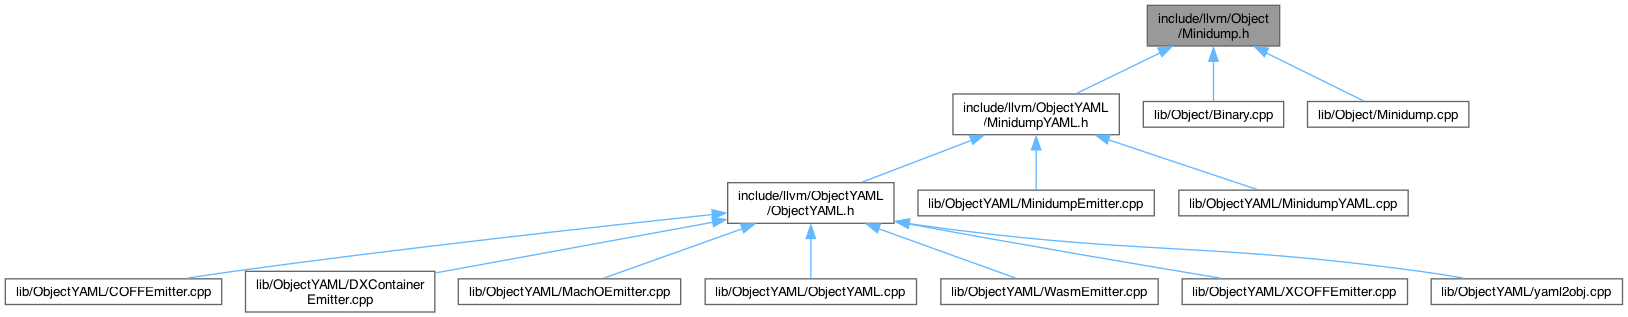 include/llvm/Object
/Minidump.h
include/llvm/ObjectYAML
/MinidumpYAML.h
lib/Object/Binary.cpp
lib/Object/Minidump.cpp
include/llvm/ObjectYAML
/ObjectYAML.h
lib/ObjectYAML/MinidumpEmitter.cpp
lib/ObjectYAML/MinidumpYAML.cpp
lib/ObjectYAML/COFFEmitter.cpp
lib/ObjectYAML/DXContainer
Emitter.cpp
lib/ObjectYAML/MachOEmitter.cpp
lib/ObjectYAML/ObjectYAML.cpp
lib/ObjectYAML/WasmEmitter.cpp
lib/ObjectYAML/XCOFFEmitter.cpp
lib/ObjectYAML/yaml2obj.cpp